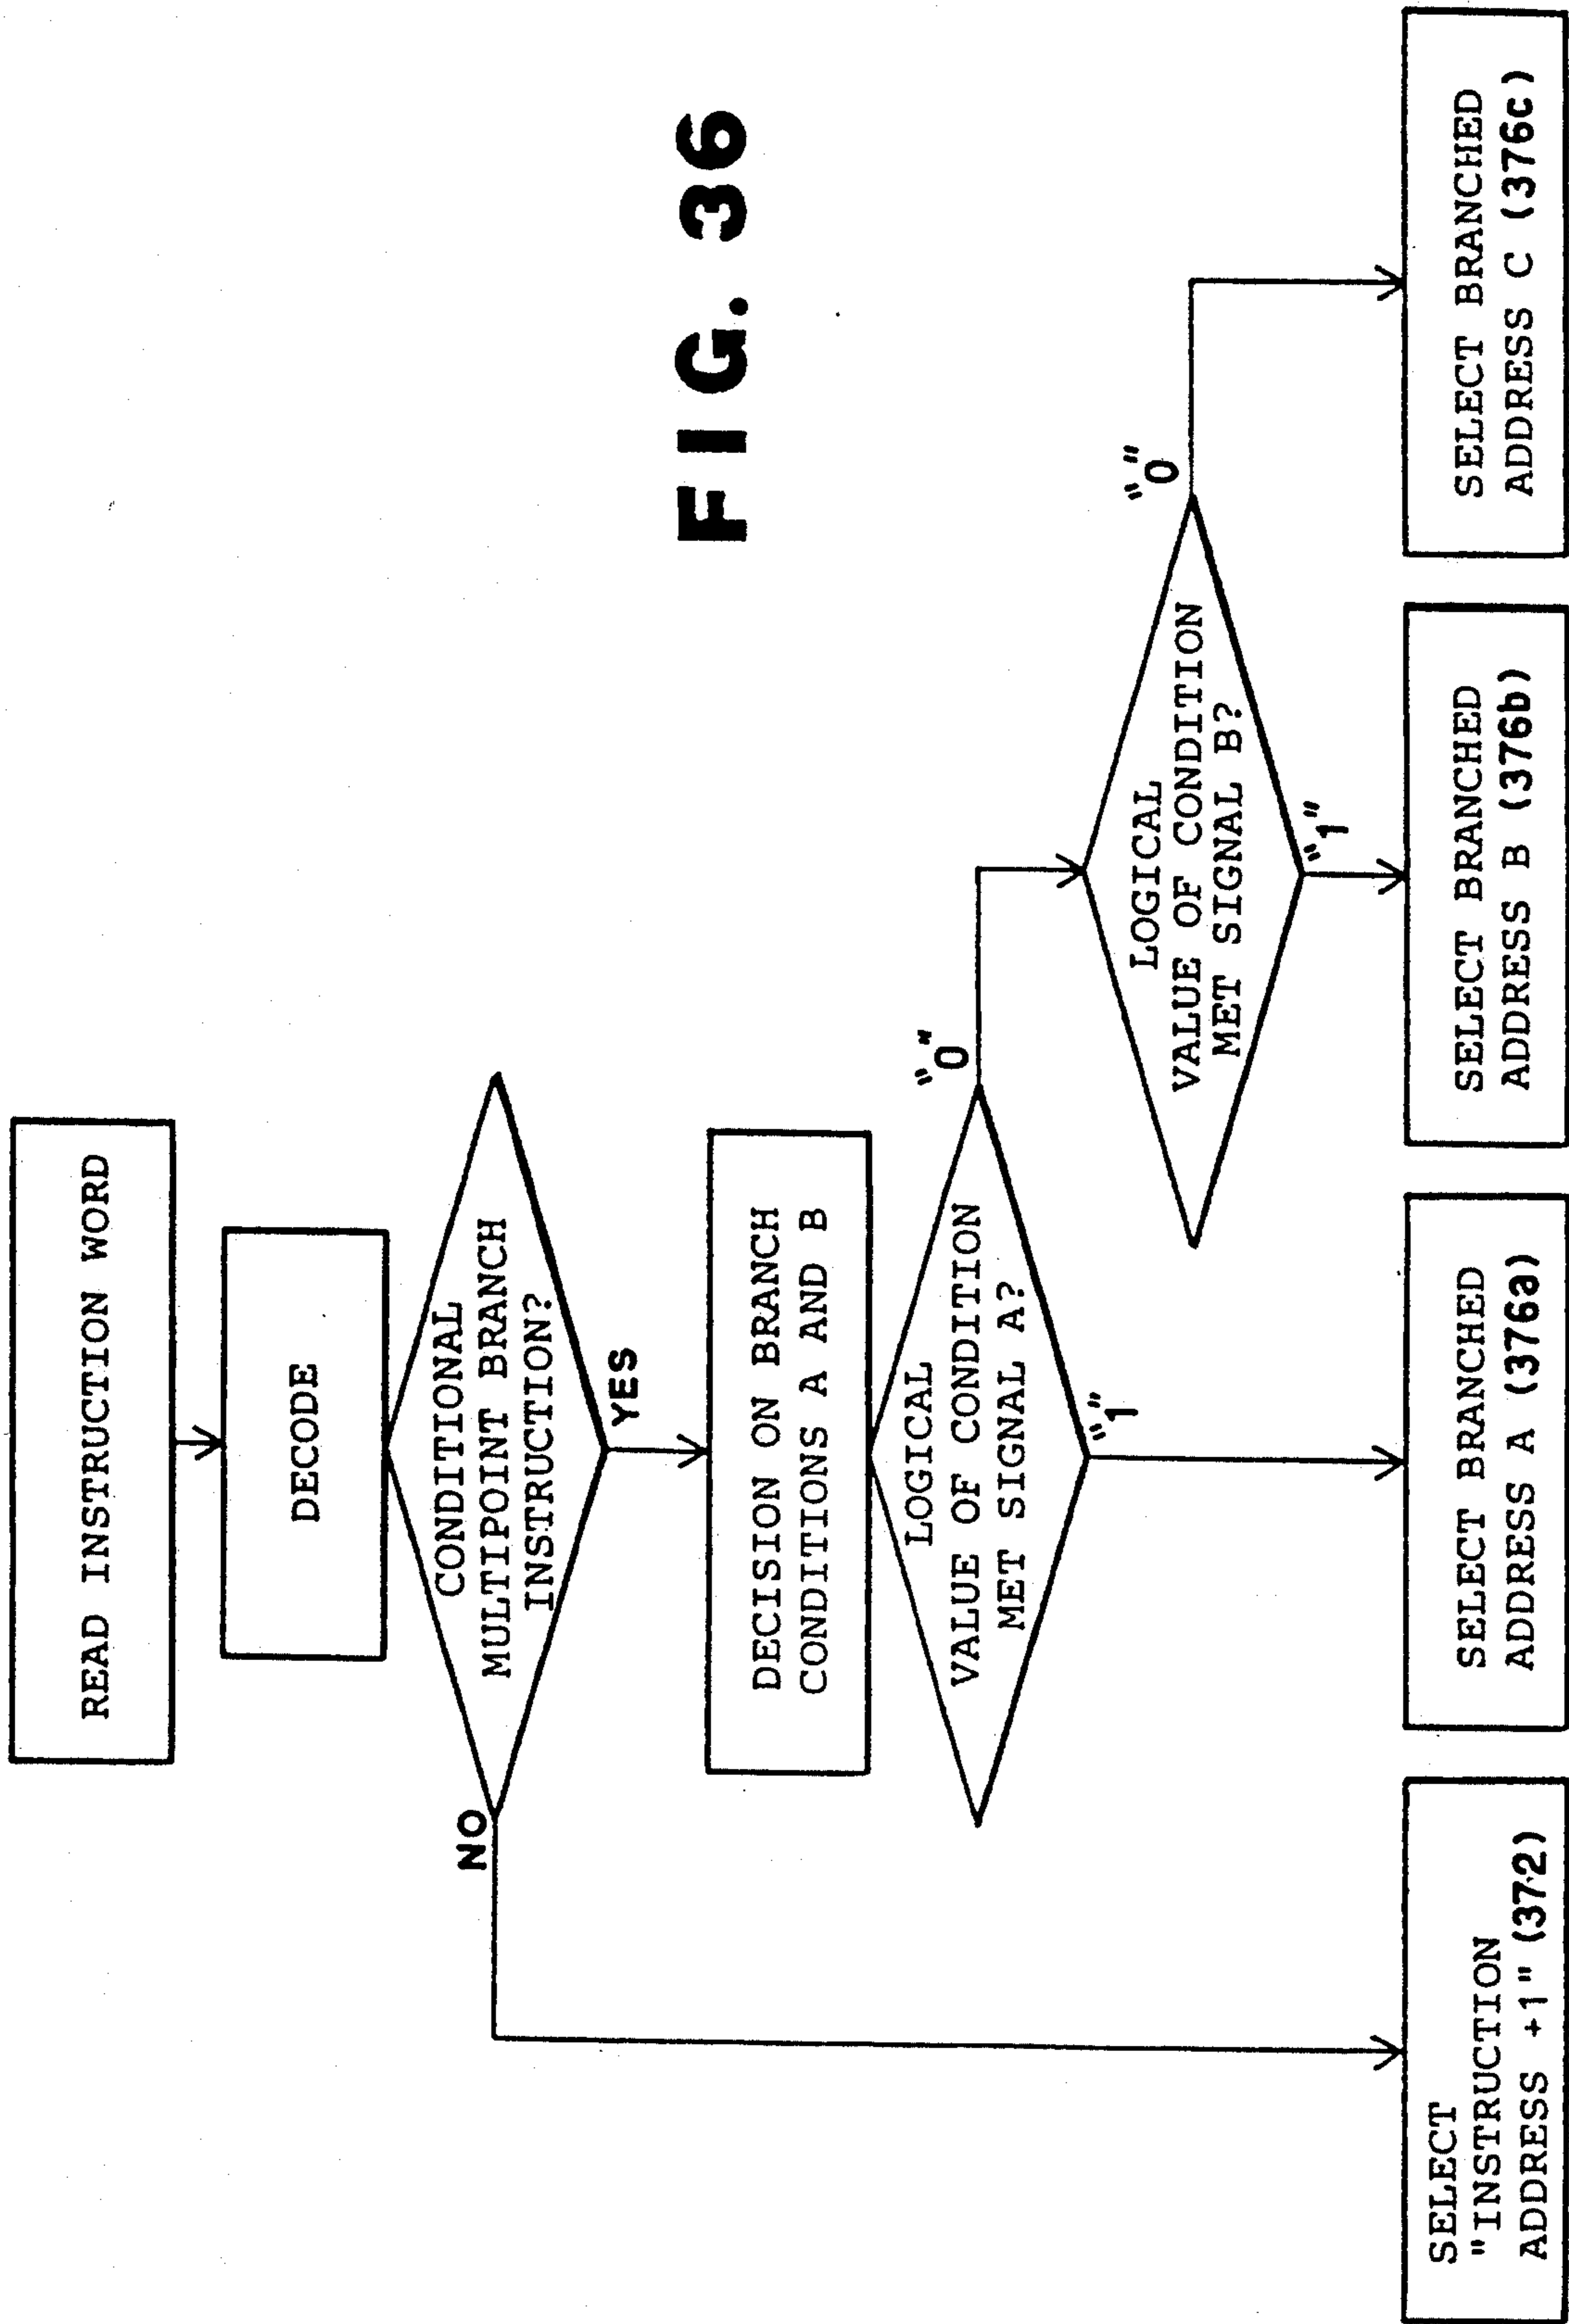 READ INSTRUCTION WORD
DECODE
CONDITIONAL
MULTIPOINT BRANCH
INSTRUCTION?
NO
YES
DECISION ON BRANCH
CONDITIONS A AND B
LOGICAL
VALUE OF CONDITION
MET SIGNAL A?
"0"
"1"
LOGICAL
VALUE OF CONDITION
MET SIGNAL B?
"0"
"1"
SELECT
"INSTRUCTION
ADDRESS +1" (372)
SELECT BRANCHED
ADDRESS A (376a)
SELECT BRANCHED
ADDRESS B (376b)
SELECT BRANCHED
ADDRESS C (376c)
FIG. 36